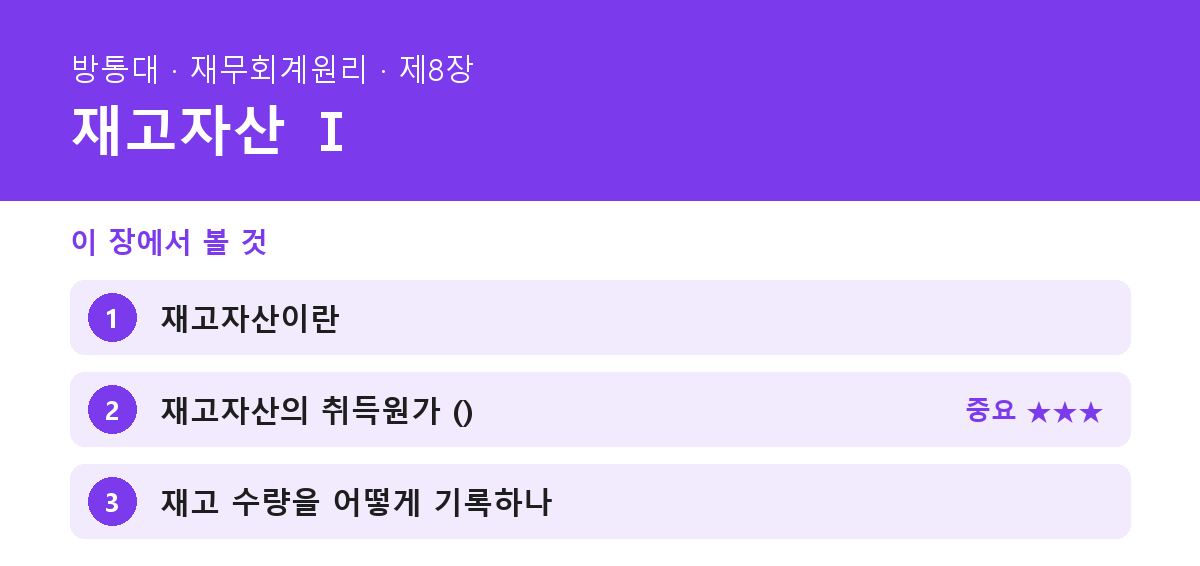 방통대 · 재무회계원리 · 제8장
재고자산 I
이 장에서 볼 것
1 재고자산이란
2 재고자산의 취득원가 () 중요 ★★★
3 재고 수량을 어떻게 기록하나